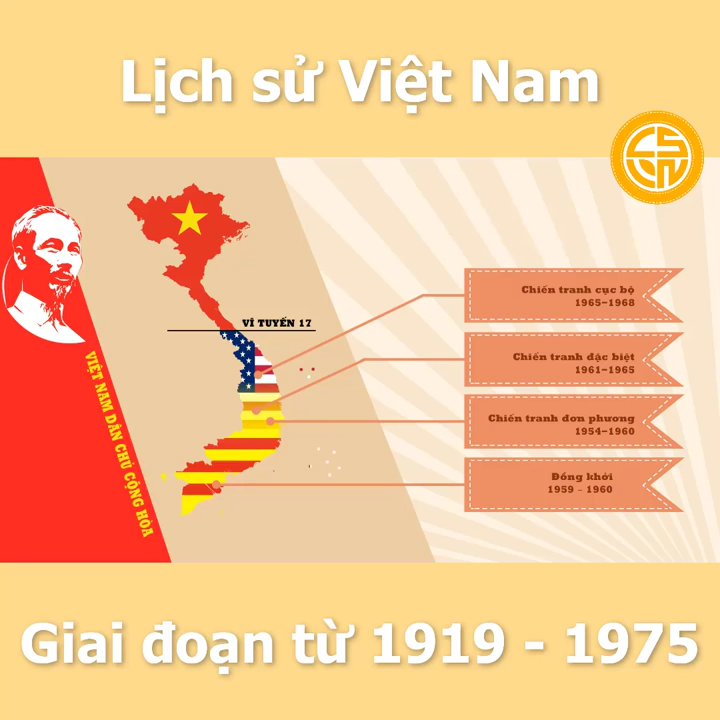 Lịch sử Việt Nam
CS
VN
VIỆT NAM DÂN CHỦ CỘNG HÒA
VĨ TUYẾN 17
Chiến tranh cục bộ
1965-1968
Chiến tranh đặc biệt
1961-1965
Chiến tranh đơn phương
1954-1960
Đồng khởi
1959 - 1960
Giai đoạn từ 1919 - 1975